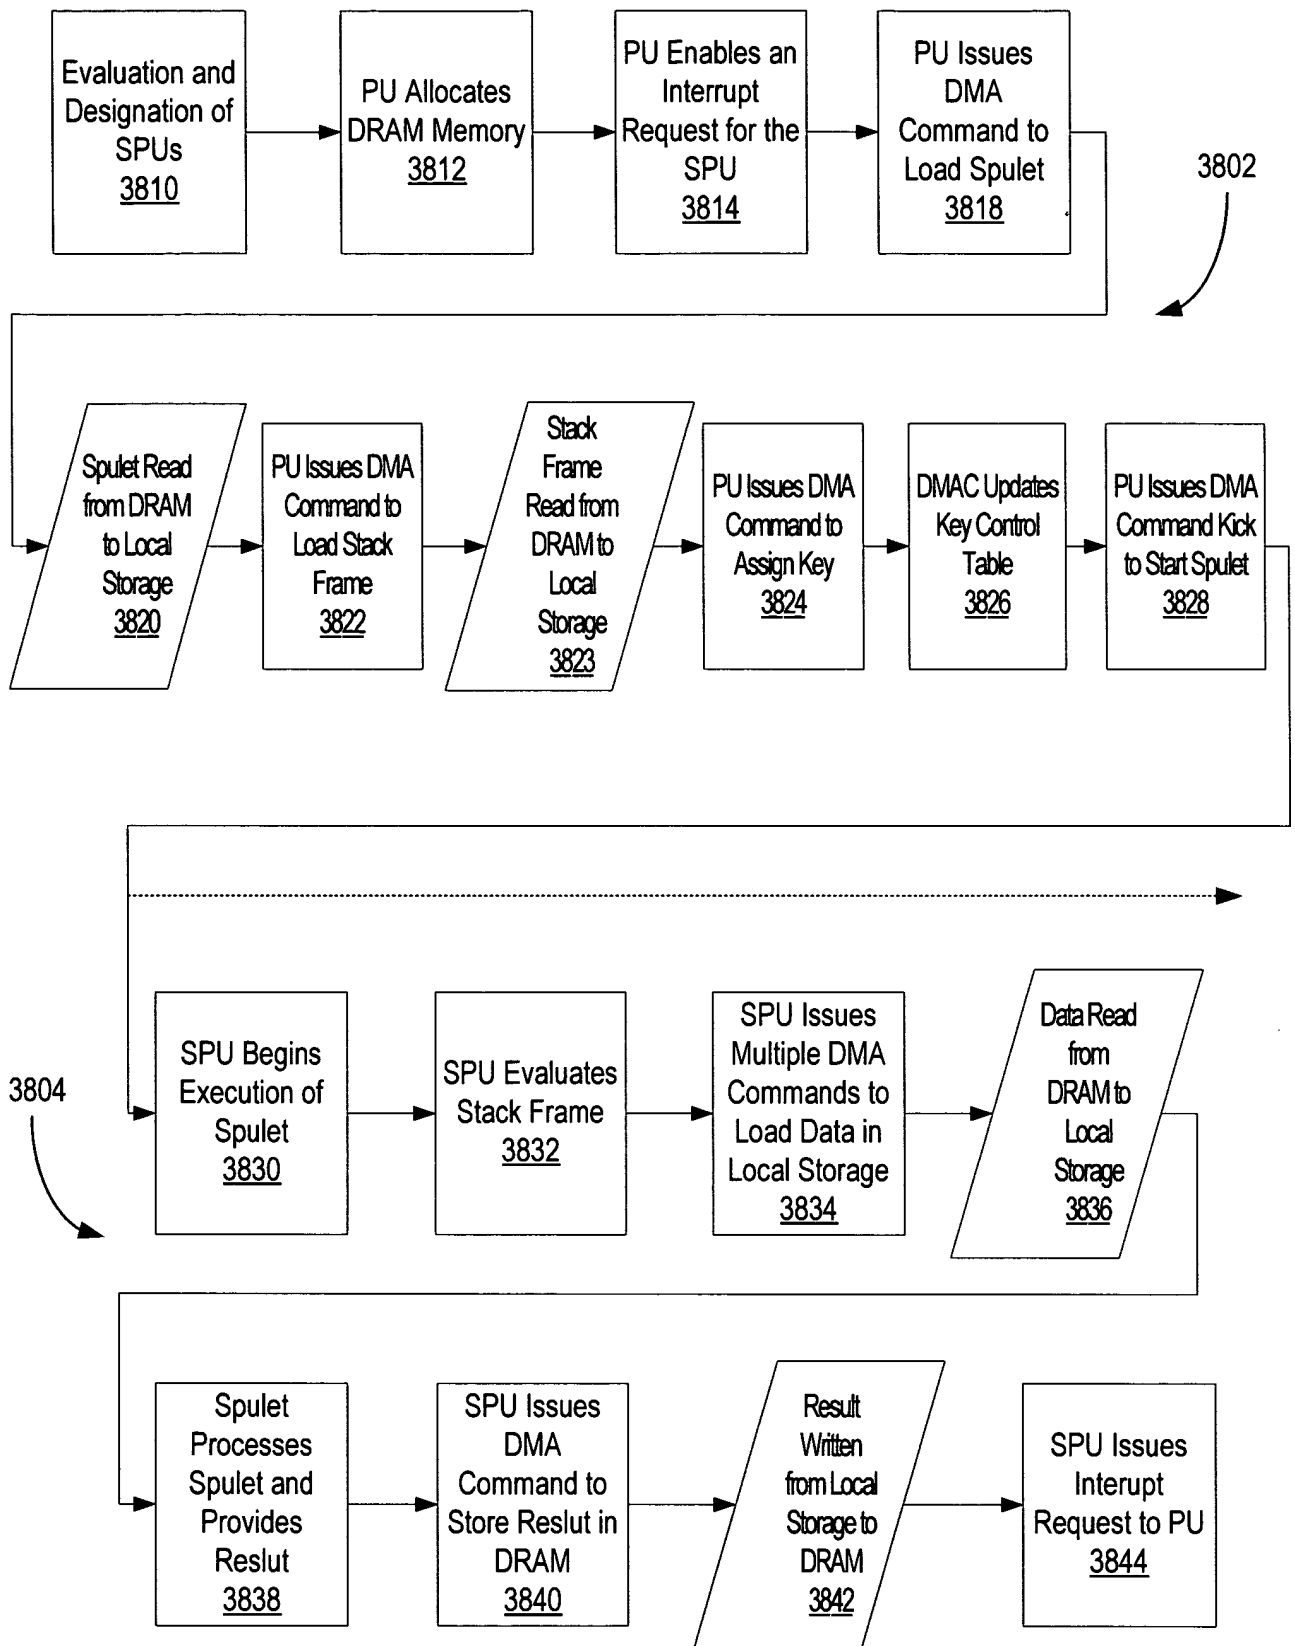 Evaluation and
Designation of
SPUs
3810
PU Allocates
DRAM Memory
3812
PU Enables an
Interrupt
Request for the
SPU
3814
PU Issues
DMA
Command to
Load Spulet
3818
3802
Spulet Read
from DRAM
to Local
Storage
3820
PU Issues DMA
Command to
Load Stack
Frame
3822
Stack
Frame
Read from
DRAM to
Local
Storage
3823
PU Issues DMA
Command to
Assign Key
3824
DMAC Updates
Key Control
Table
3826
PU Issues DMA
Command Kick
to Start Spulet
3828
3804
SPU Begins
Execution of
Spulet
3830
SPU Evaluates
Stack Frame
3832
SPU Issues
Multiple DMA
Commands to
Load Data in
Local Storage
3834
Data Read
from
DRAM to
Local
Storage
3836
Spulet
Processes
Spulet and
Provides
Reslut
3838
SPU Issues
DMA
Command to
Store Reslut in
DRAM
3840
Result
Written
from Local
Storage to
DRAM
3842
SPU Issues
Interupt
Request to PU
3844